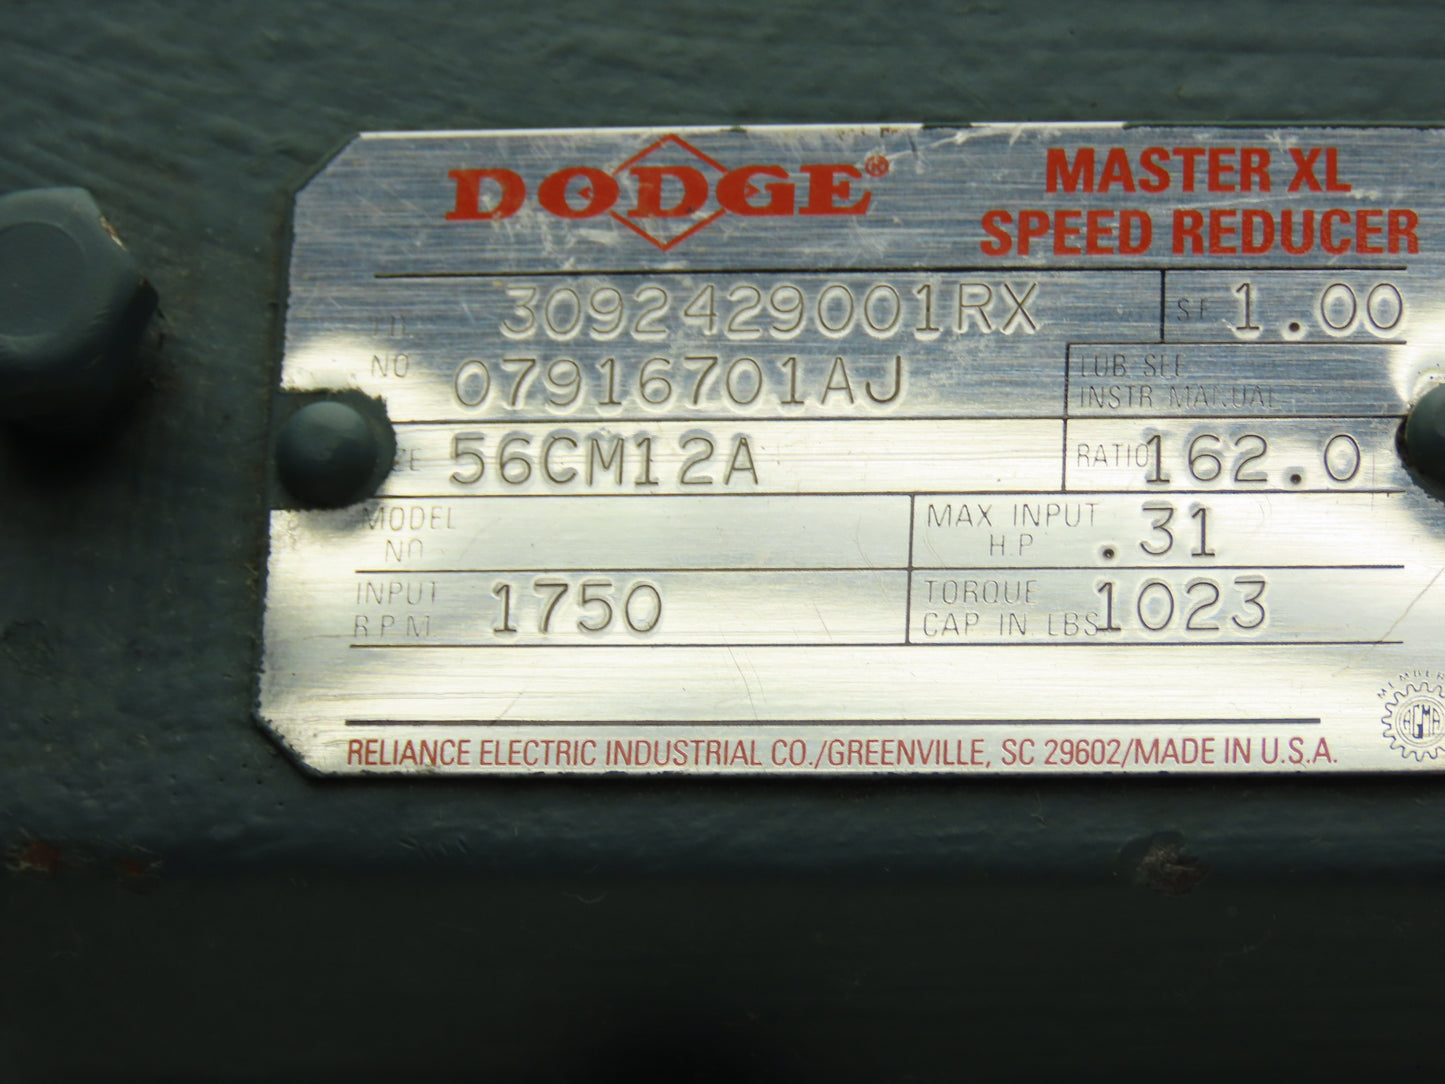 DODGE®
MASTER XL
SPEED REDUCER
3092429001RX
SF 1.00
NO 07916701AJ
LUB. SEE
INSTR MANUAL
56CM12A
RATIO 162.0
MODEL
NO
MAX INPUT
H.P .31
INPUT
R.P.M. 1750
TORQUE
CAP IN LBS 1023
MEMBER
AGMA
RELIANCE ELECTRIC INDUSTRIAL CO./GREENVILLE, SC 29602/MADE IN U.S.A.